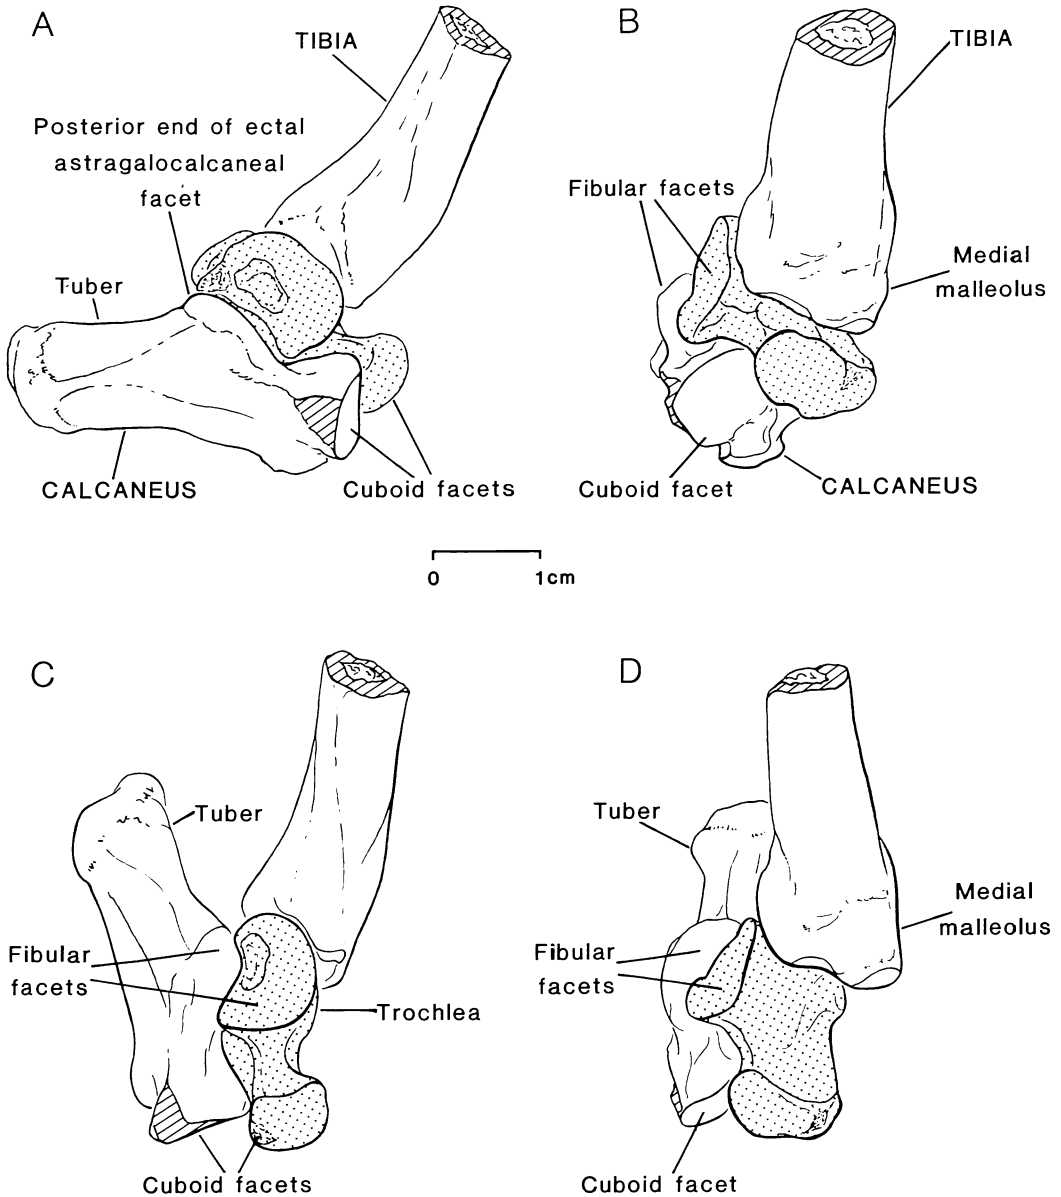 A
TIBIA
Posterior end of ectal
astragalocalcaneal
facet
Tuber
CALCANEUS
Cuboid facets
B
TIBIA
Fibular facets
Medial
malleolus
Cuboid facet
CALCANEUS
0 1cm
C
Tuber
Fibular
facets
Trochlea
Cuboid facets
D
Tuber
Medial
malleolus
Fibular
facets
Cuboid facet